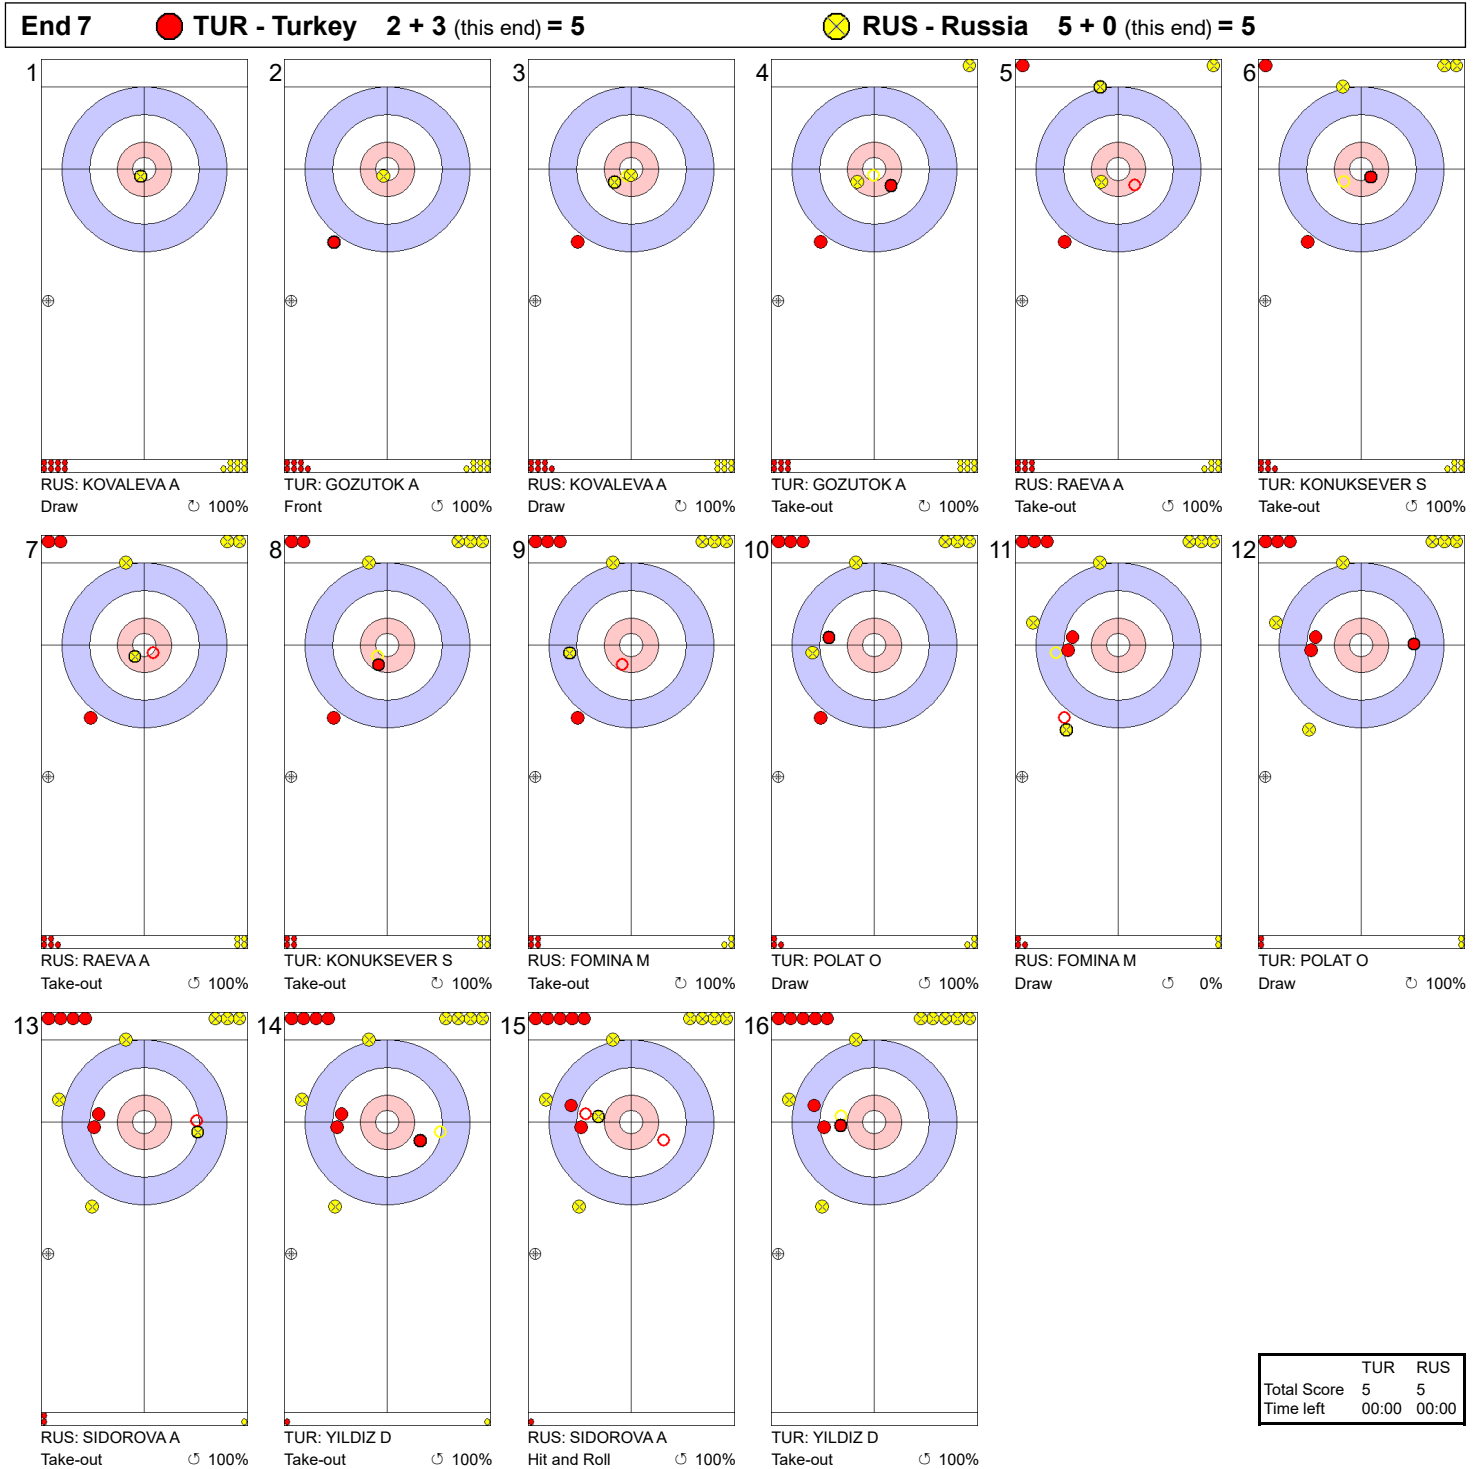 End 7 TUR - Turkey 2 + 3 (this end) = 5 RUS - Russia 5 + 0 (this end) = 5
1 2 3 4 5 6
RUS: KOVALEVA A TUR: GOZUTOK A RUS: KOVALEVA A TUR: GOZUTOK A RUS: RAEVA A TUR: KONUKSEVER S
Draw ↻ 100% Front ↻ 100% Draw ↻ 100% Take-out ↻ 100% Take-out ↻ 100% Take-out ↻ 100%
7 8 9 10 11 12
RUS: RAEVA A TUR: KONUKSEVER S RUS: FOMINA M TUR: POLAT O RUS: FOMINA M TUR: POLAT O
Take-out ↺ 100% Take-out ↺ 100% Take-out ↺ 100% Draw ↺ 100% Draw ↺ 0% Draw ↺ 100%
13 14 15 16
TUR RUS
Total Score 5 5
Time left 00:00 00:00
RUS: SIDOROVA A TUR: YILDIZ D RUS: SIDOROVA A TUR: YILDIZ D
Take-out ↺ 100% Take-out ↺ 100% Hit and Roll ↺ 100% Take-out ↺ 100%